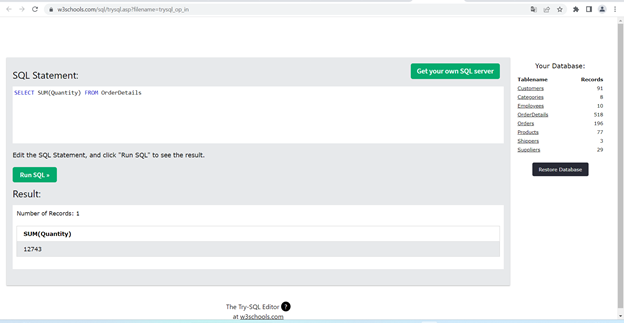 w3schools.com/sql/trysql.asp?filename=trysql_op_in
SQL Statement:
Get your own SQL server
SELECT SUM(Quantity) FROM OrderDetails
Edit the SQL Statement, and click "Run SQL" to see the result.
Run SQL »
Result:
Number of Records: 1
SUM(Quantity)
12743
Your Database:
Tablename Records
Customers 91
Categories 8
Employees 10
OrderDetails 518
Orders 196
Products 77
Shippers 3
Suppliers 29
Restore Database
The Try-SQL Editor ?
at w3schools.com